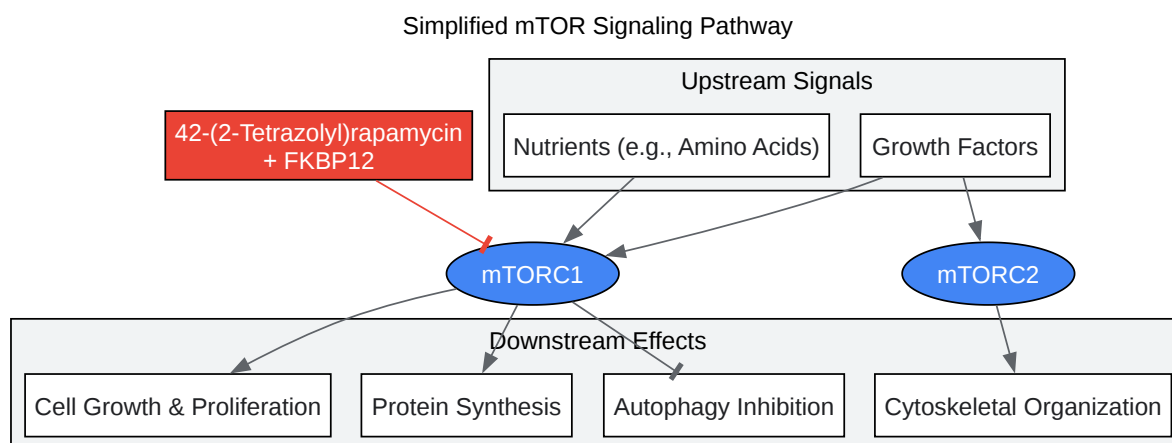 Simplified mTOR Signaling Pathway
Upstream Signals
42-(2-Tetrazolyl)rapamycin
+ FKBP12
Nutrients (e.g., Amino Acids)
Growth Factors
mTORC1
mTORC2
Downstream Effects
Cell Growth & Proliferation
Protein Synthesis
Autophagy Inhibition
Cytoskeletal Organization